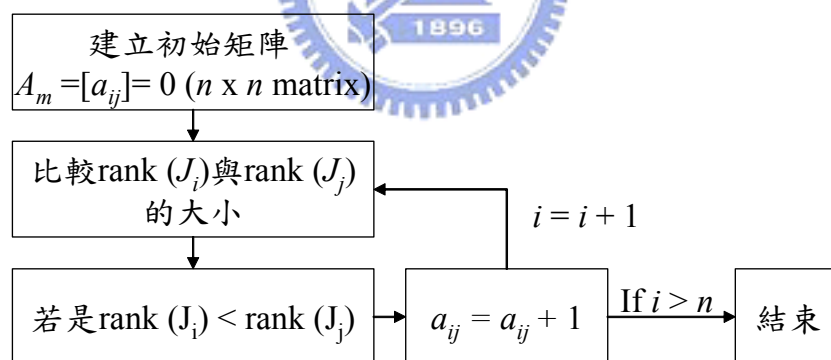 1896
建立初始矩陣
A_m =[a_ij]= 0 (n x n matrix)
比較rank (J_i)與rank (J_j)
的大小
i = i + 1
若是rank (J_i) < rank (J_j)
a_ij = a_ij + 1
If i > n
結束